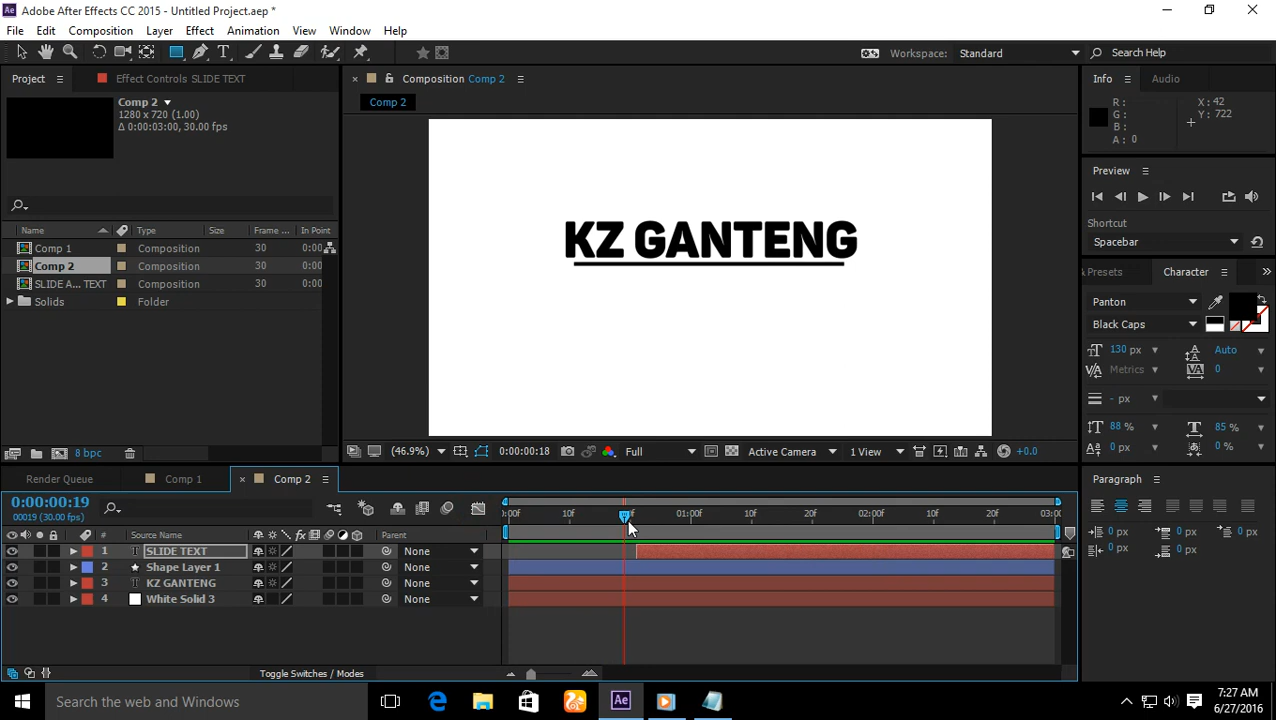 Adobe After Effects CC 2015 - Untitled Project.aep *
File Edit Composition Layer Effect Animation View Window Help
Workspace: Standard Search Help
Project Effect Controls SLIDE TEXT
Composition Comp 2
Info Audio
Comp 2
1280 x 720 (1.00)
Δ 0:00:03:00, 30.00 fps
Comp 2
R :
G :
B :
A : 0
X : 42
Y : 722
Preview
Shortcut
Spacebar
Name Type Size Frame ... In Point
Comp 1 Composition 30 0:00
Comp 2 Composition 30 0:00
SLIDE A... TEXT Composition 30 0:00
Solids Folder
KZ GANTENG
& Presets Character
Panton
Black Caps
130 px Auto
Metrics 0
- px
88 % 85 %
0 px 0 %
8 bpc
(46.9%) 0:00:00:18 Full Active Camera 1 View +0.0
Render Queue Comp 1 Comp 2
Paragraph
0:00:00:19
00019 (30.00 fps)
:00f 10f 01:00f 10f 20f 02:00f 10f 20f 03:0
# Source Name Parent
1 T SLIDE TEXT None
2 Shape Layer 1 None
3 T KZ GANTENG None
4 White Solid 3 None
0 px 0 px 0 px
0 px 0 px
Toggle Switches / Modes
Search the web and Windows
7:27 AM
6/27/2016